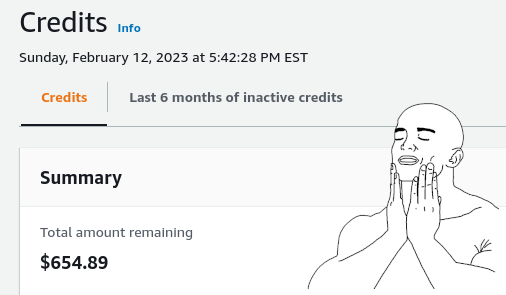 Credits Info
Sunday, February 12, 2023 at 5:42:28 PM EST
Credits Last 6 months of inactive credits
Summary
Total amount remaining
$654.89